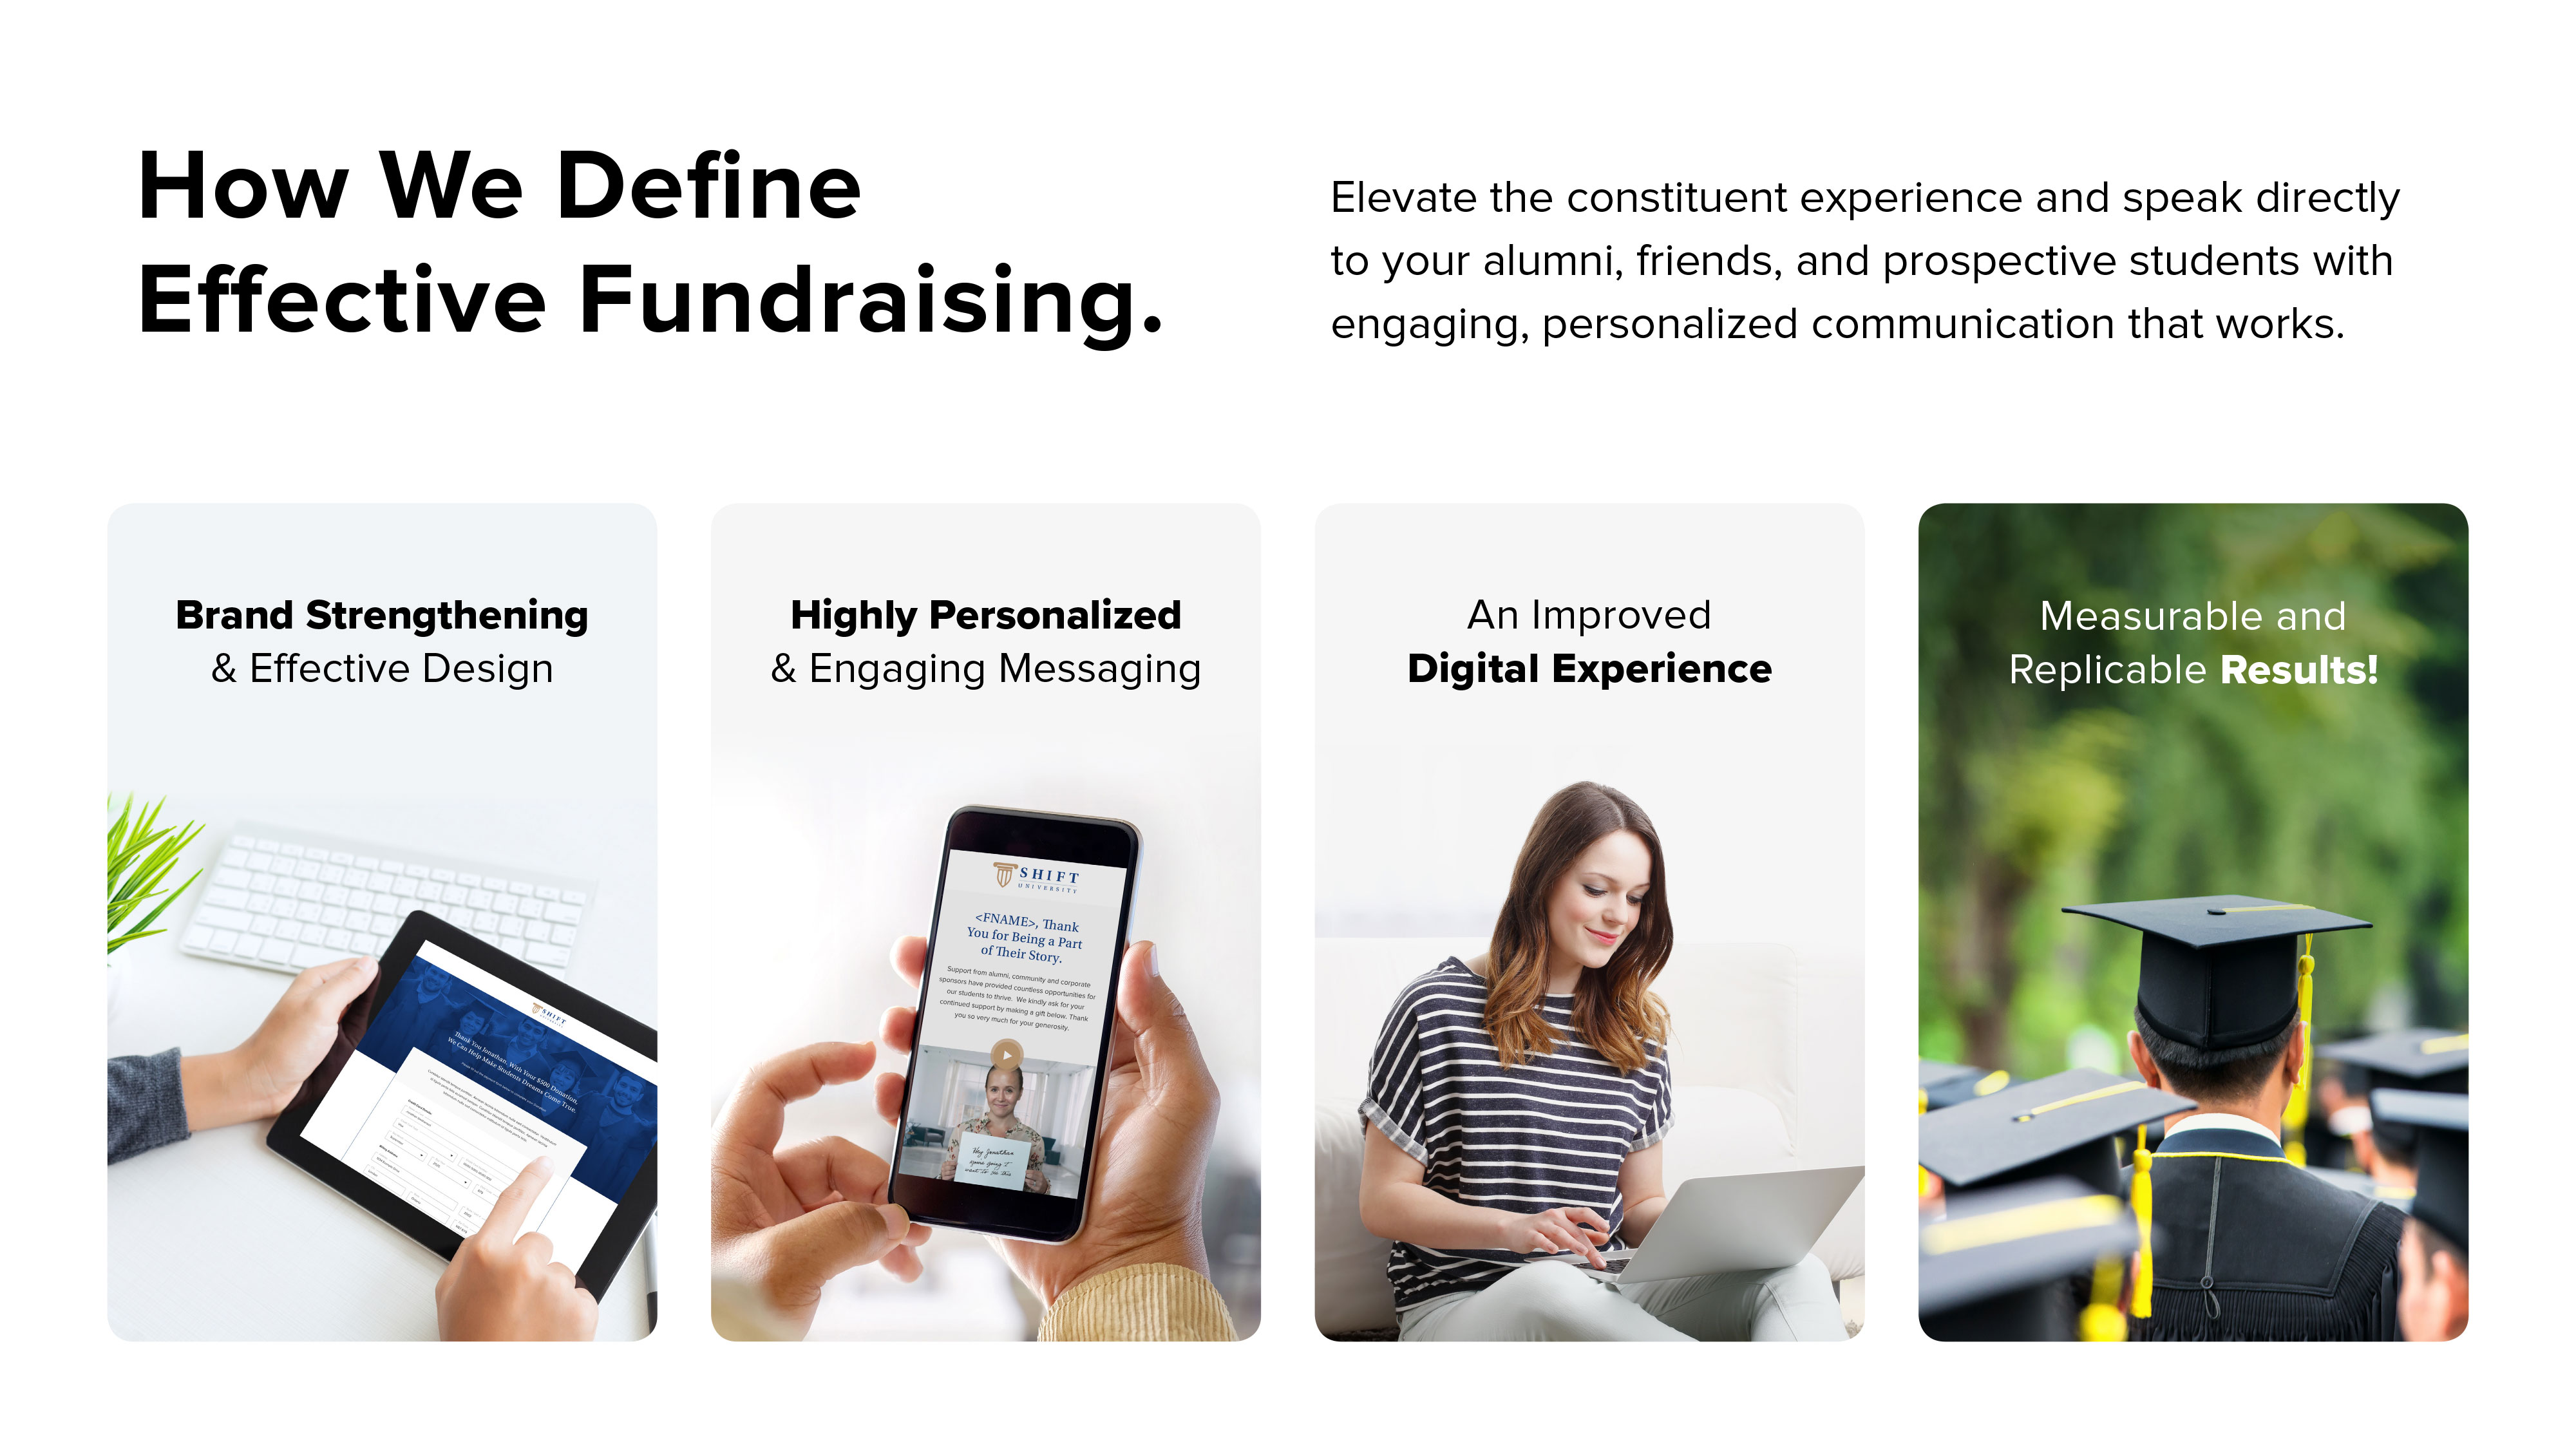 How We Define
Effective Fundraising.
Elevate the constituent experience and speak directly
to your alumni, friends, and prospective students with
engaging, personalized communication that works.
Brand Strengthening
& Effective Design
SHIFT
Thank You Jonathan, With Your $500 Donation,
We Can Help Make Students Dreams Come True.
Highly Personalized
& Engaging Messaging
SHIFT
UNIVERSITY
<FNAME>, Thank
You for Being a Part
of Their Story.
Support from alumni, community and corporate
sponsors have provided countless opportunities for
our students to thrive. We kindly ask for your
continued support by making a gift below. Thank
you so very much for your generosity.
Hey Jonathan
An Improved
Digital Experience
Measurable and
Replicable Results!